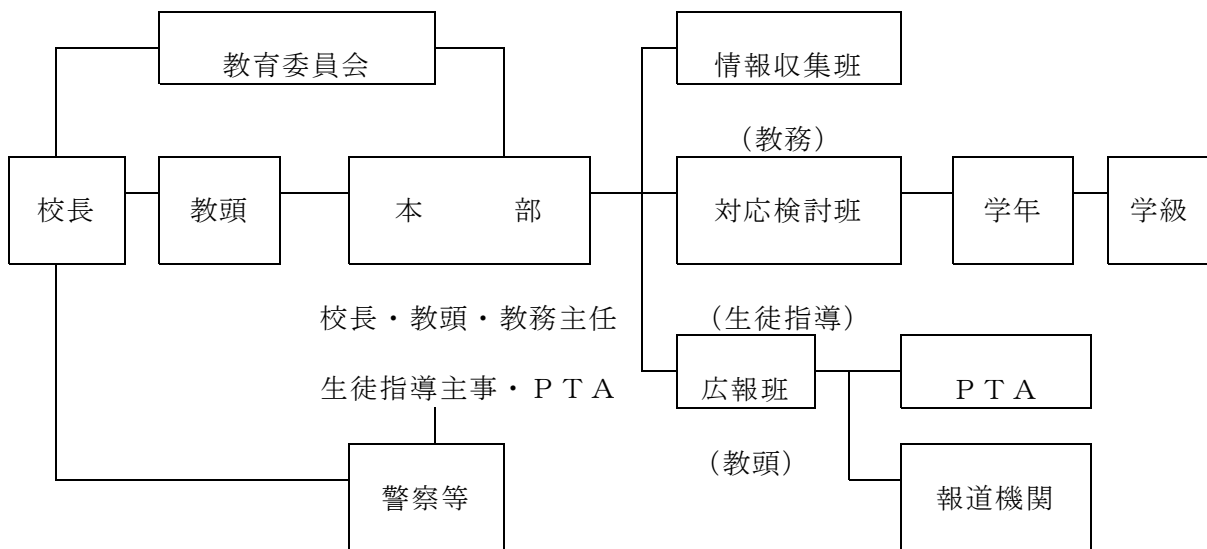 教育委員会
情報収集班
（教務）
校長
教頭
本　　　部
対応検討班
学年
学級
校長・教頭・教務主任
（生徒指導）
生徒指導主事・ＰＴＡ
広報班
ＰＴＡ
（教頭）
警察等
報道機関